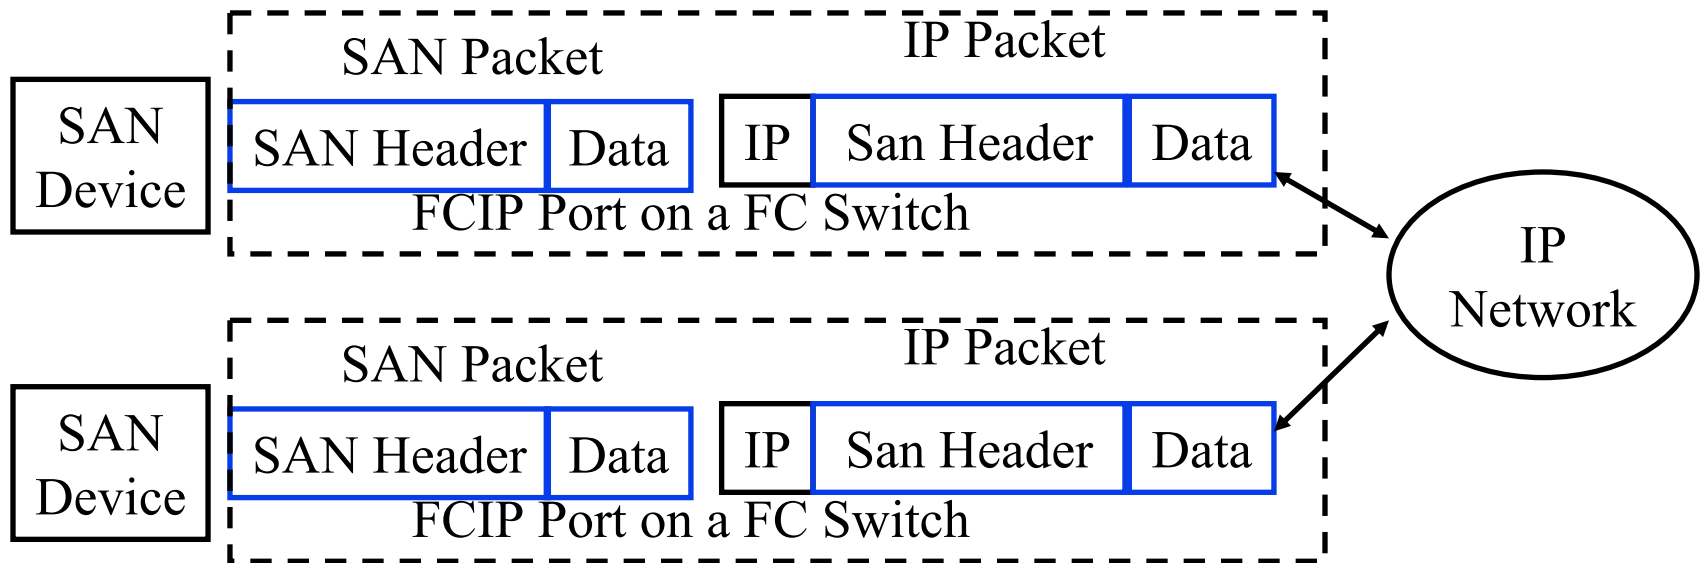 SAN Packet
IP Packet
SAN
Device
SAN Header
Data
IP
San Header
Data
FCIP Port on a FC Switch
IP
Network
SAN Packet
IP Packet
SAN
Device
SAN Header
Data
IP
San Header
Data
FCIP Port on a FC Switch